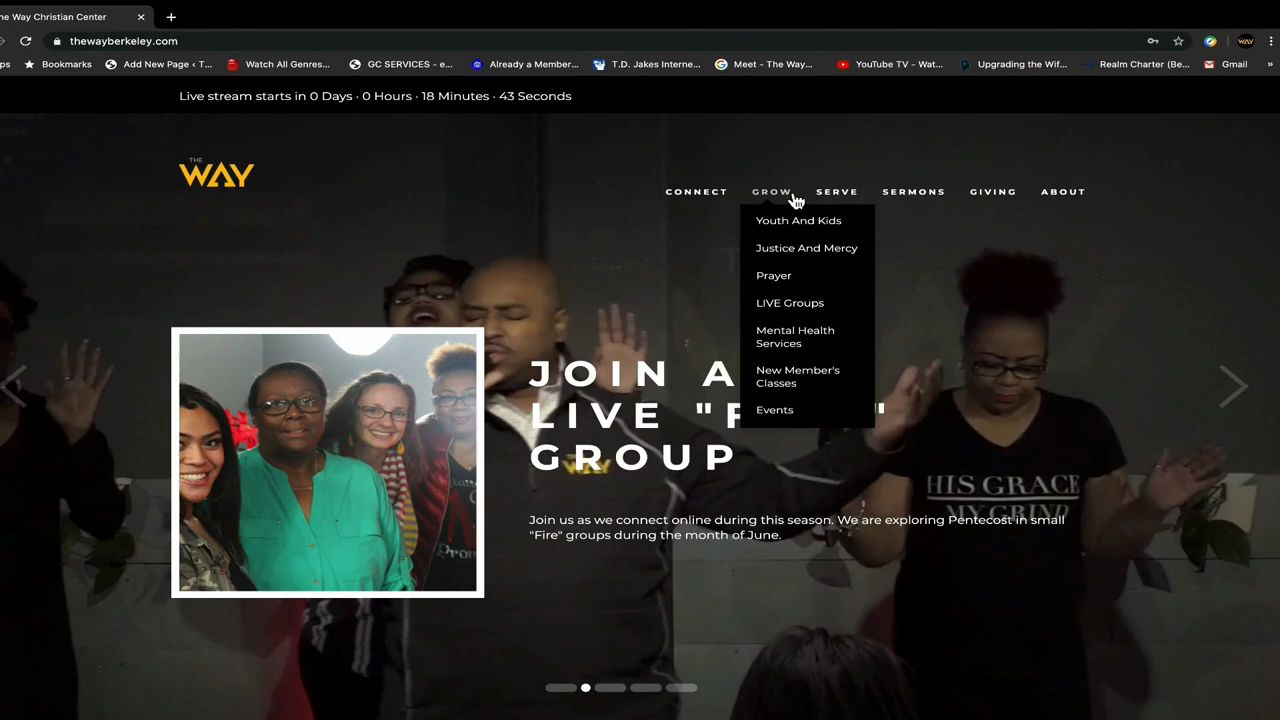 he Way Christian Center
thewayberkeley.com
ps
Bookmarks
Add New Page ‹ T...
Watch All Genres...
GC SERVICES - e...
Already a Member...
T.D. Jakes Interne...
Meet – The Way...
YouTube TV - Wat...
Upgrading the Wif...
Realm Charter (Be...
Gmail
»
Live stream starts in 0 Days · 0 Hours · 18 Minutes · 43 Seconds
THE
WAY
CONNECT GROW SERVE SERMONS GIVING ABOUT
Youth And Kids
Justice And Mercy
Prayer
LIVE Groups
Mental Health
Services
New Member's
Classes
Events
JOIN A
LIVE "F "
GROUP
HIS GRACE
MY GRIND
Join us as we connect online during this season. We are exploring Pentecost in small
"Fire" groups during the month of June.